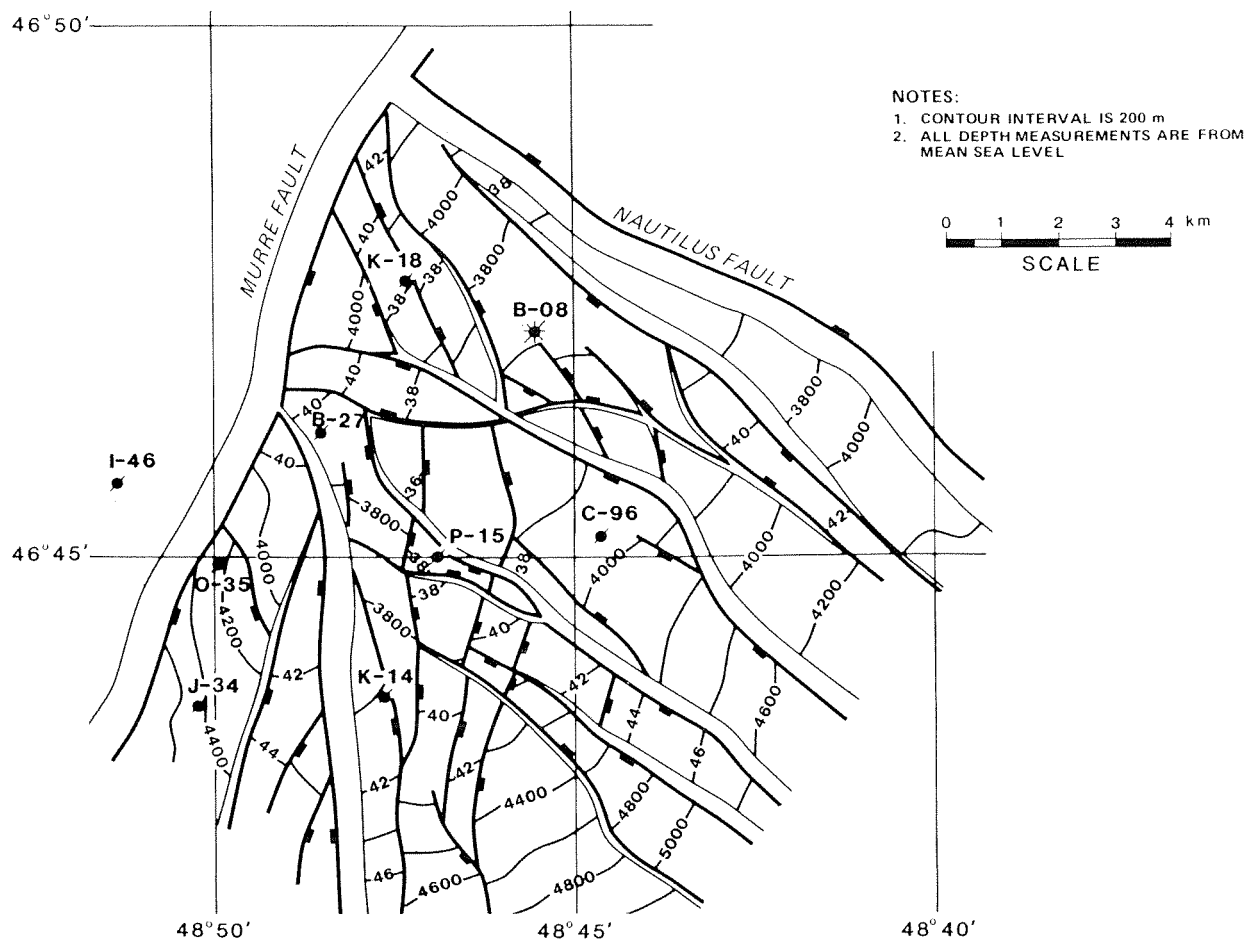 46°50'
NOTES:
1. CONTOUR INTERVAL IS 200 m
2. ALL DEPTH MEASUREMENTS ARE FROM
MEAN SEA LEVEL
0 1 2 3 4 km
SCALE
MURRE FAULT
NAUTILUS FAULT
42
38
4000
40
K-18
38
38
3800
4000
B-08
40
38
3800
4000
40
B-27
40
40
I-46
36
3800
42
C-96
P-15
46°45'
4000
38
38
38
4000
4000
4200
O-35
4200
3800
40
42
K-14
42
J-34
40
44
4600
4400
44
46
42
42
4400
4800
5000
46
4600
4800
48°50'
48°45'
48°40'